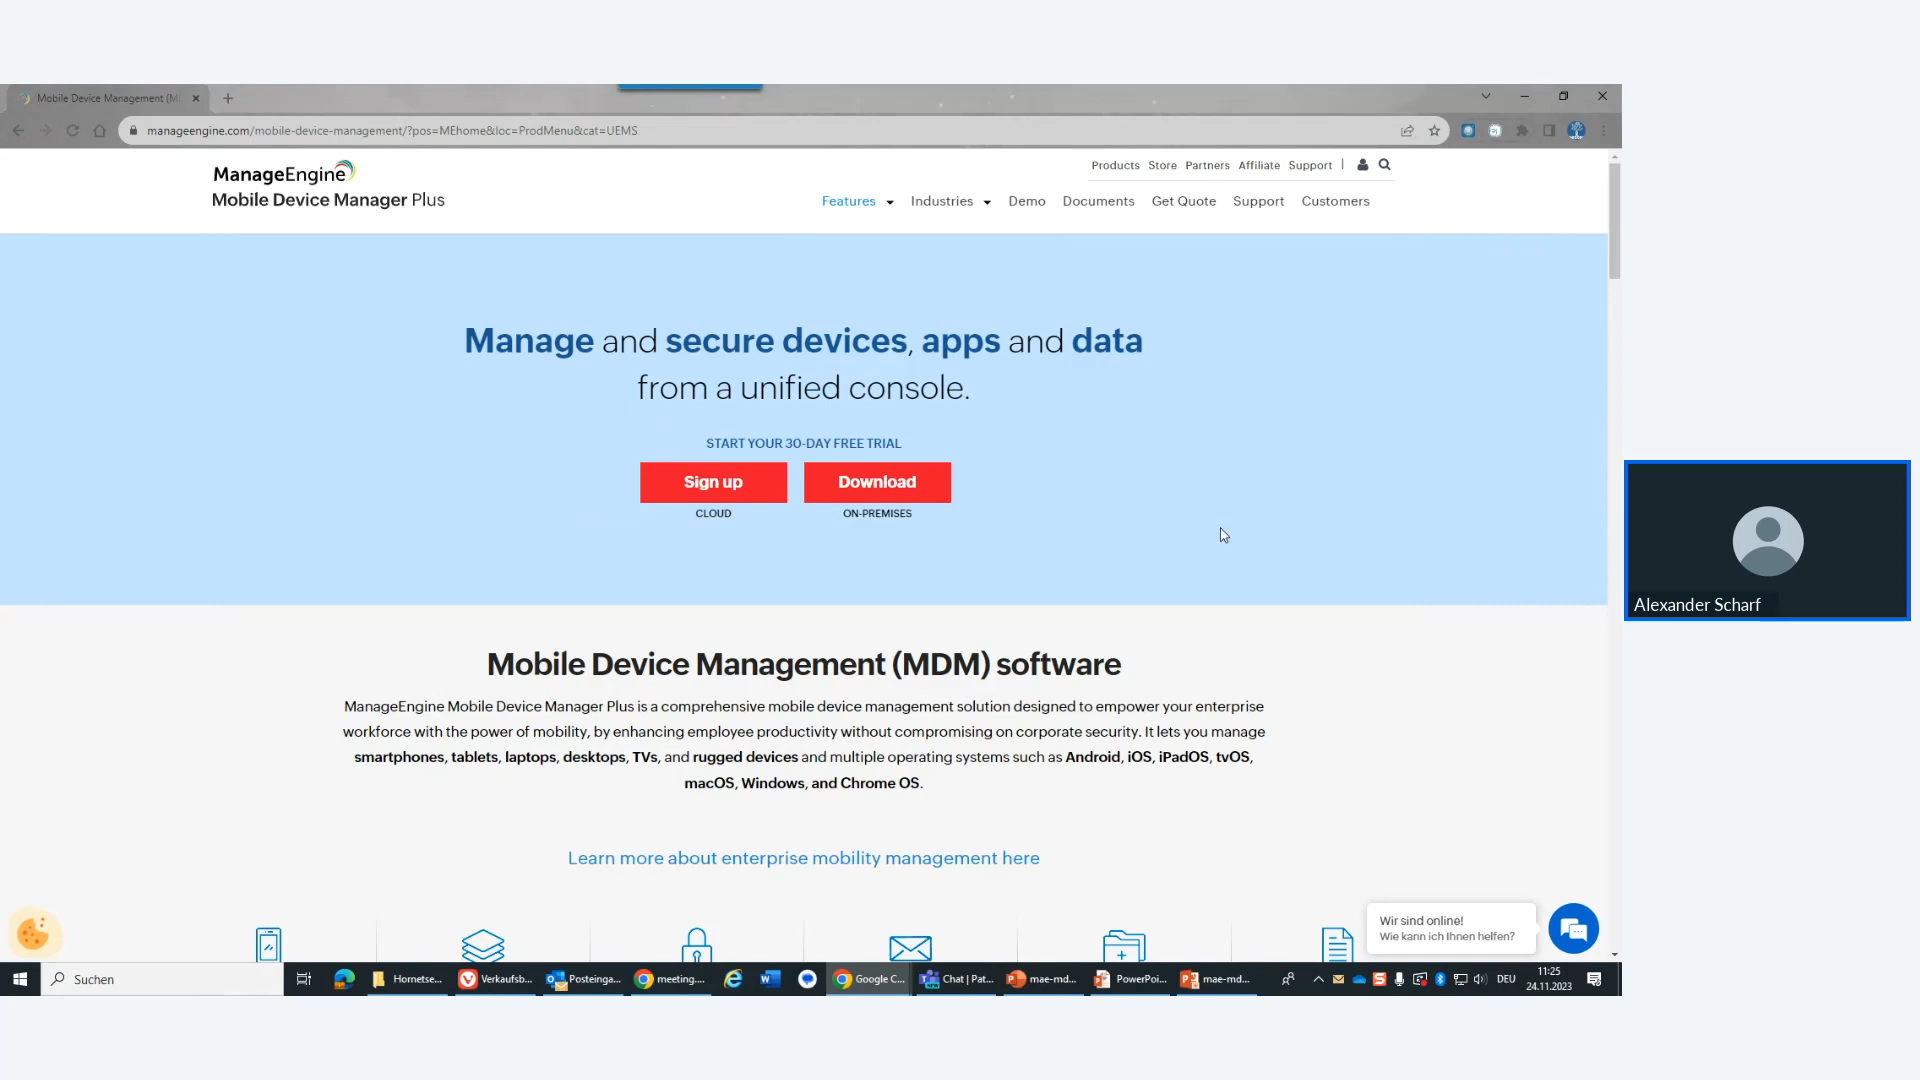 Mobile Device Management (M
manageengine.com/mobile-device-management/?pos=MEhome&loc=ProdMenu&cat=UEMS
ManageEngine
Mobile Device Manager Plus
Products Store Partners Affiliate Support
Features Industries Demo Documents Get Quote Support Customers
Manage and secure devices, apps and data
from a unified console.
START YOUR 30-DAY FREE TRIAL
Sign up Download
CLOUD ON-PREMISES
Mobile Device Management (MDM) software
ManageEngine Mobile Device Manager Plus is a comprehensive mobile device management solution designed to empower your enterprise
workforce with the power of mobility, by enhancing employee productivity without compromising on corporate security. It lets you manage
smartphones, tablets, laptops, desktops, TVs, and rugged devices and multiple operating systems such as Android, iOS, iPadOS, tvOS,
macOS, Windows, and Chrome OS.
Learn more about enterprise mobility management here
Wir sind online!
Wie kann ich Ihnen helfen?
Alexander Scharf
Suchen Hornetse... Verkaufsb... Posteinga... meeting.... Google C... Chat | Pat... mae-md... PowerPoi... mae-md... DEU 11:25
24.11.2023